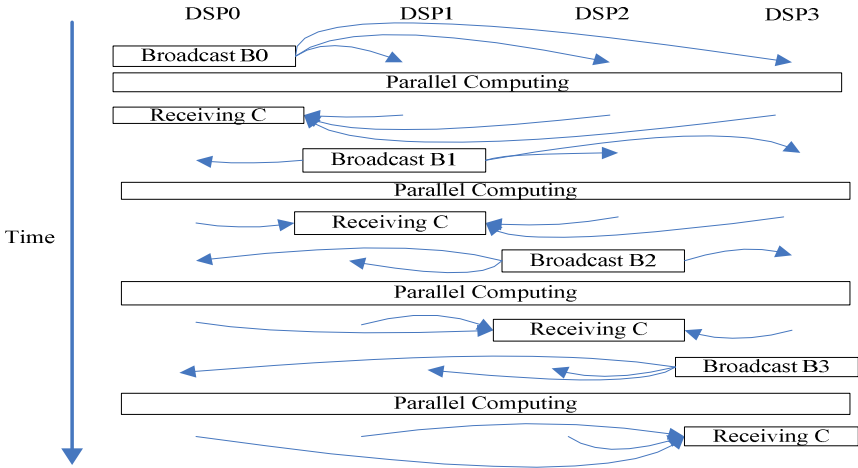 DSP0 DSP1 DSP2 DSP3
Broadcast B0
Parallel Computing
Receiving C
Broadcast B1
Parallel Computing
Receiving C
Time
Broadcast B2
Parallel Computing
Receiving C
Broadcast B3
Parallel Computing
Receiving C